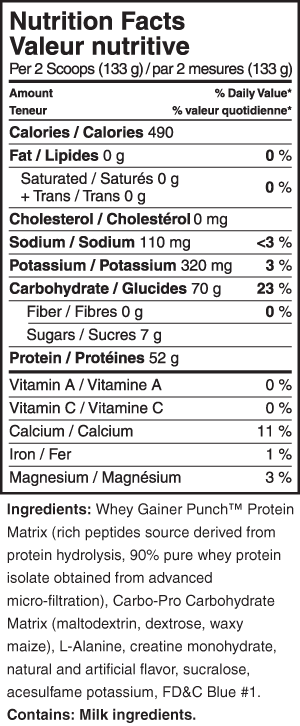 Nutrition Facts
Valeur nutritive
Per 2 Scoops (133 g) / par 2 mesures (133 g)
Amount % Daily Value*
Teneur % valeur quotidienne*
Calories / Calories 490
Fat / Lipides 0 g 0 %
Saturated / Saturés 0 g
+ Trans / Trans 0 g 0 %
Cholesterol / Cholestérol 0 mg
Sodium / Sodium 110 mg <3 %
Potassium / Potassium 320 mg 3 %
Carbohydrate / Glucides 70 g 23 %
Fiber / Fibres 0 g 0 %
Sugars / Sucres 7 g
Protein / Protéines 52 g
Vitamin A / Vitamine A 0 %
Vitamin C / Vitamine C 0 %
Calcium / Calcium 11 %
Iron / Fer 1 %
Magnesium / Magnésium 3 %
Ingredients: Whey Gainer Punch™ Protein
Matrix (rich peptides source derived from
protein hydrolysis, 90% pure whey protein
isolate obtained from advanced
micro-filtration), Carbo-Pro Carbohydrate
Matrix (maltodextrin, dextrose, waxy
maize), L-Alanine, creatine monohydrate,
natural and artificial flavor, sucralose,
acesulfame potassium, FD&C Blue #1.
Contains: Milk ingredients.